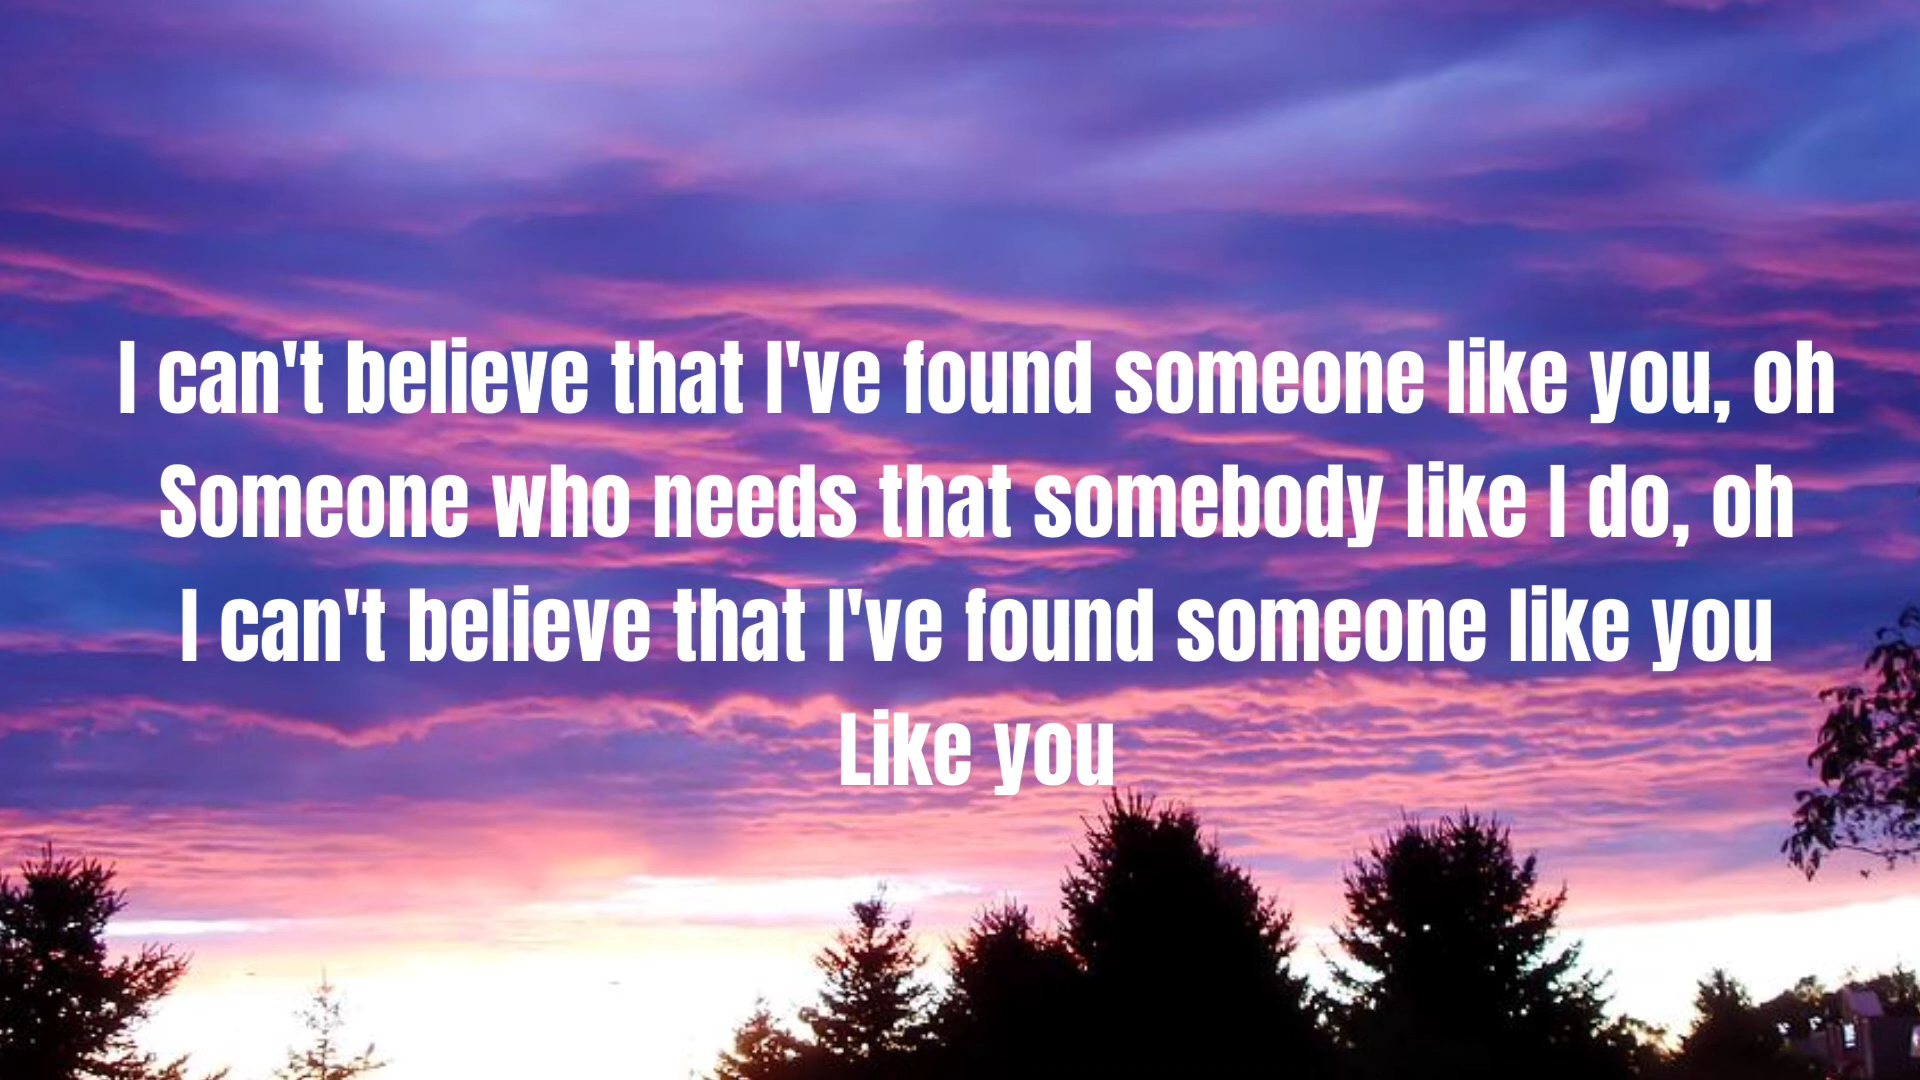 I can't believe that I've found someone like you, oh
Someone who needs that somebody like I do, oh
I can't believe that I've found someone like you
Like you